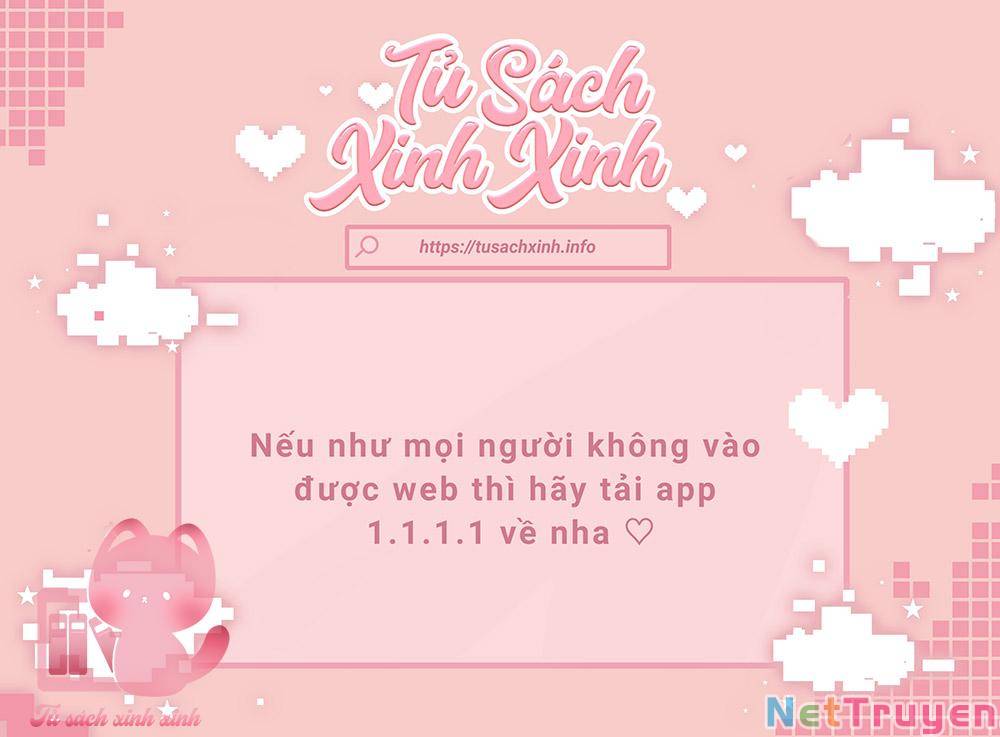 Tủ Sách
Xinh Xinh
https://tusachxinh.info
Nếu như mọi người không vào
được web thì hãy tải app
1.1.1.1 về nha ♡
Tủ sách xinh xinh
NetTruyen